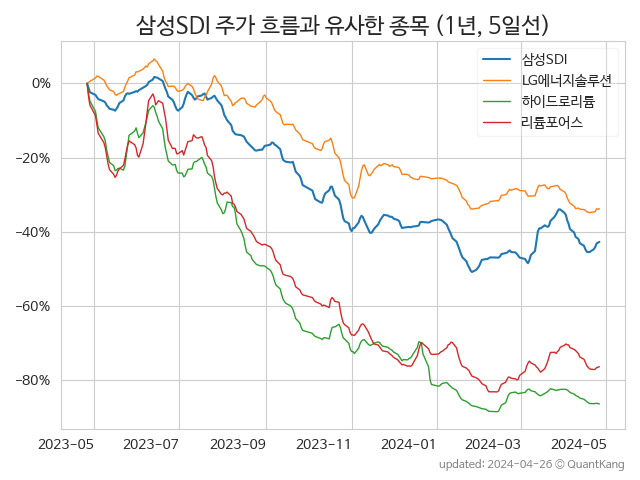 삼성SDI 주가 흐름과 유사한 종목 (1년, 5일선)
삼성SDI
LG에너지솔루션
하이드로리튬
리튬포어스
0%
−20%
−40%
−60%
−80%
2023-05 2023-07 2023-09 2023-11 2024-01 2024-03 2024-05
updated: 2024-04-26 © QuantKang